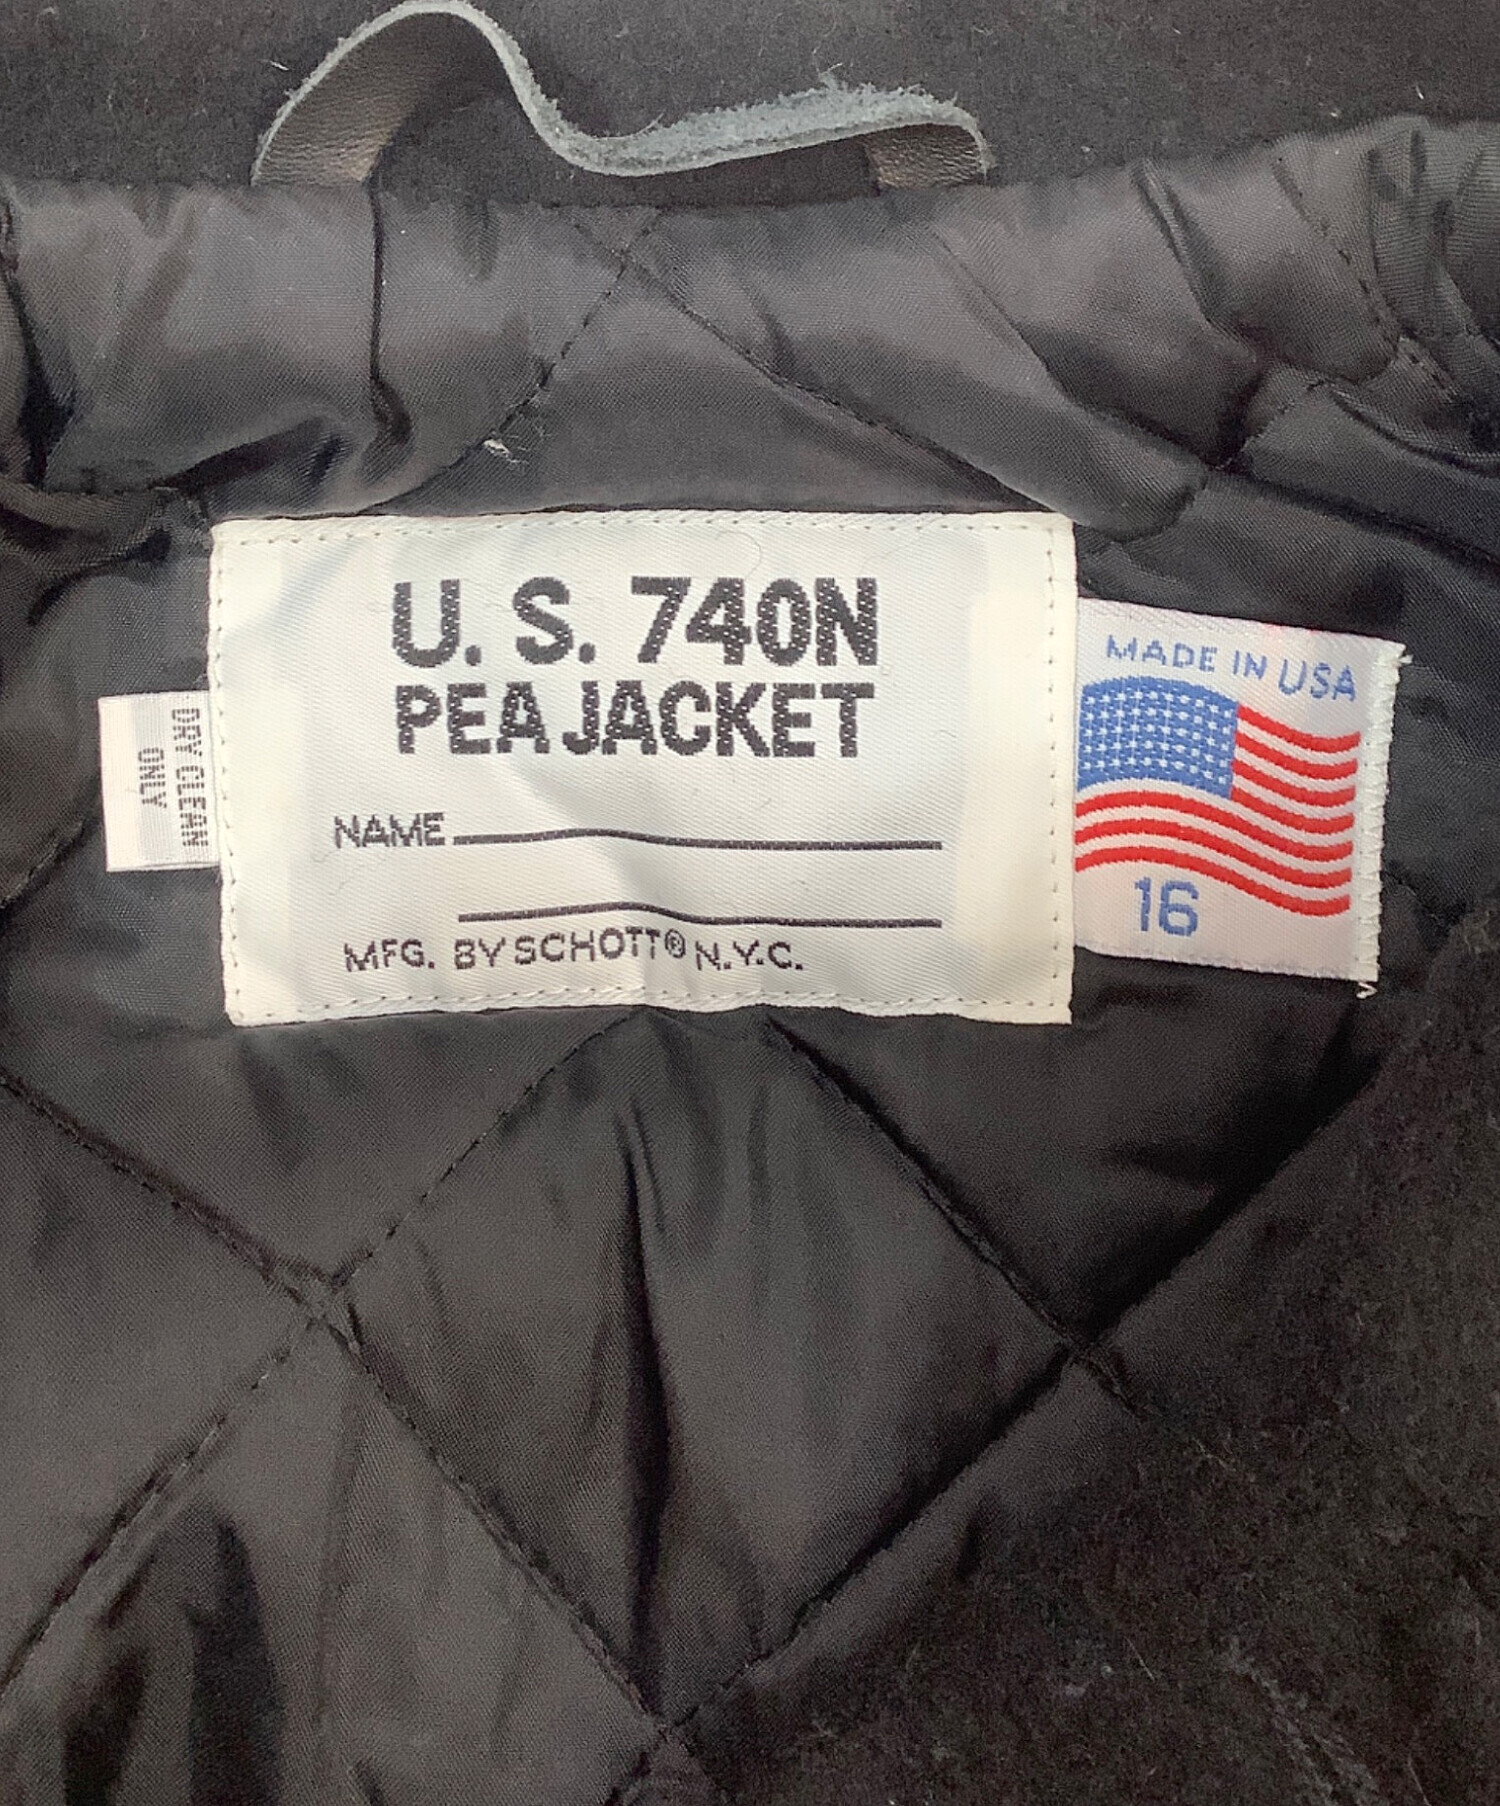 U. S. 740N
PEA JACKET
NAME
MFG. BY SCHOTT® N.Y.C.
DRY CLEAN
ONLY
MADE IN USA
16